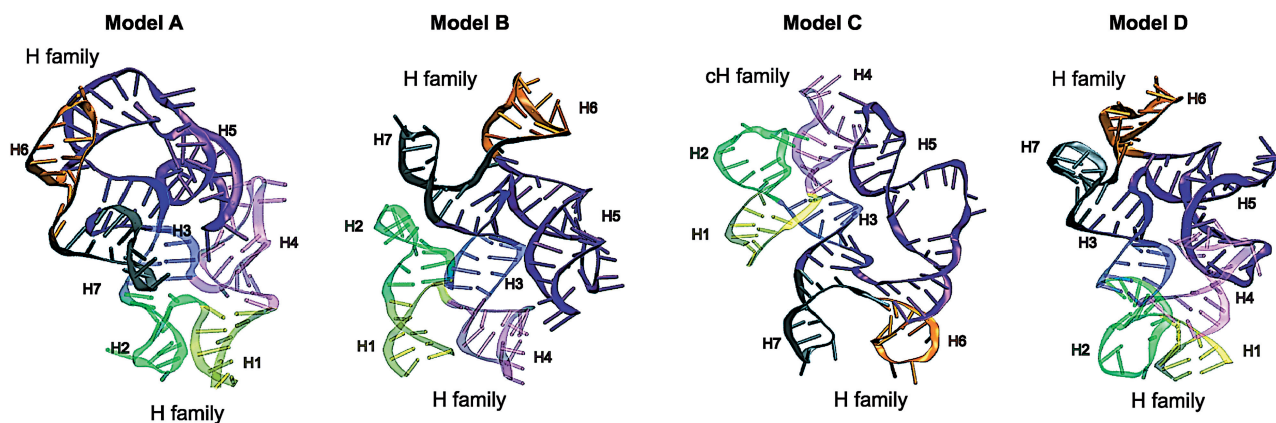 Model A
H family
H6
H5
H4
H3
H7
H2
H1
H family
Model B
H family
H6
H7
H2
H5
H3
H1
H4
H family
Model C
cH family
H4
H2
H5
H1
H3
H7
H6
Model D
H family
H6
H7
H5
H3
H4
H2
H1
H family